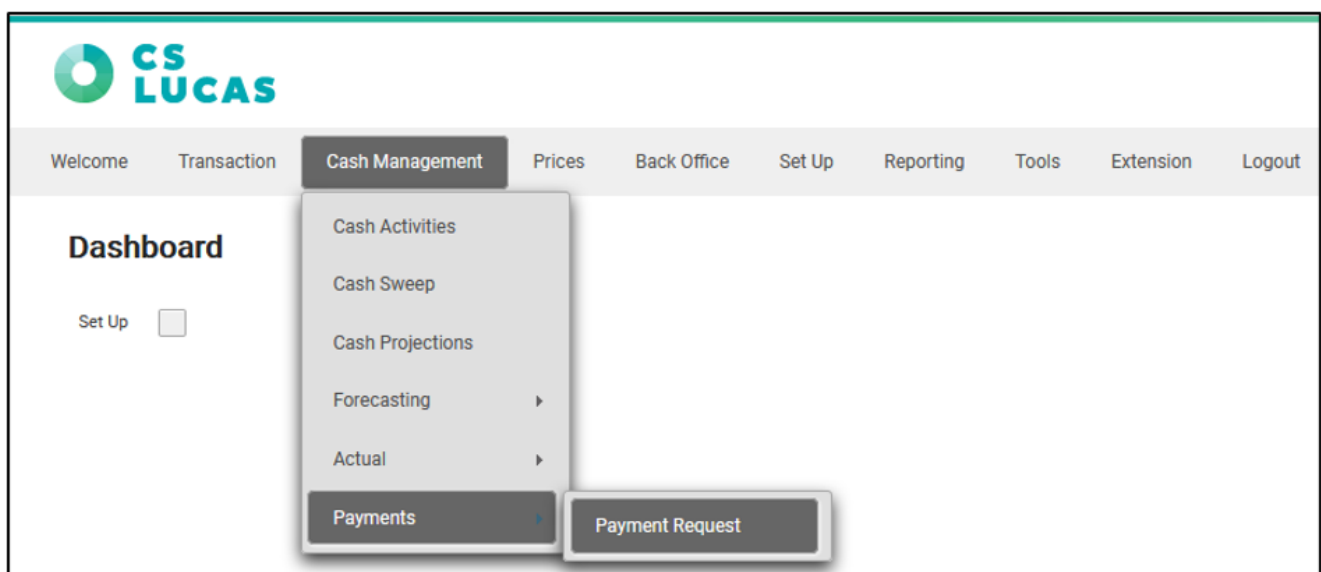 CS
LUCAS
Welcome Transaction Cash Management Prices Back Office Set Up Reporting Tools Extension Logout
Dashboard
Set Up
Cash Activities
Cash Sweep
Cash Projections
Forecasting
Actual
Payments
Payment Request